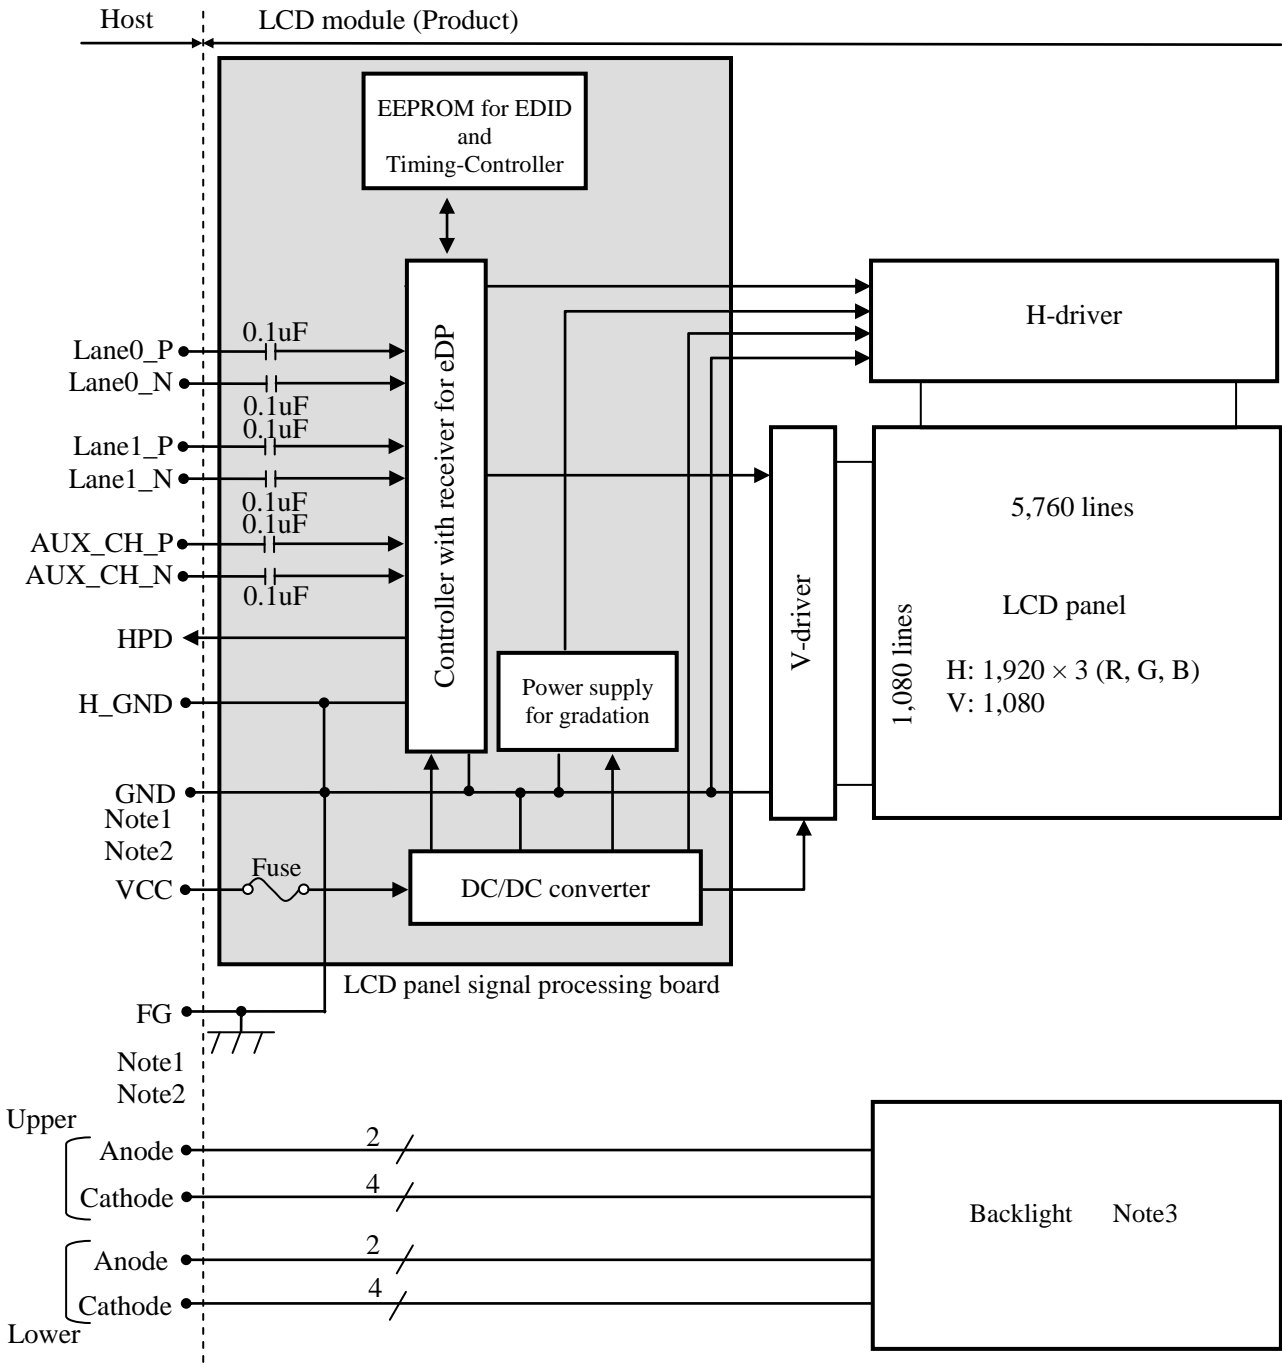 Host
LCD module (Product)
EEPROM for EDID
and
Timing-Controller
H-driver
Controller with receiver for eDP
0.1uF
Lane0_P
Lane0_N
0.1uF
0.1uF
Lane1_P
Lane1_N
0.1uF
0.1uF
AUX_CH_P
AUX_CH_N
0.1uF
HPD
H_GND
Power supply
for gradation
V-driver
5,760 lines
1,080 lines
LCD panel
H: 1,920 × 3 (R, G, B)
V: 1,080
GND
Note1
Note2
VCC
Fuse
DC/DC converter
LCD panel signal processing board
FG
Note1
Note2
Upper
Anode
2
Cathode
4
Backlight Note3
Anode
2
Cathode
4
Lower